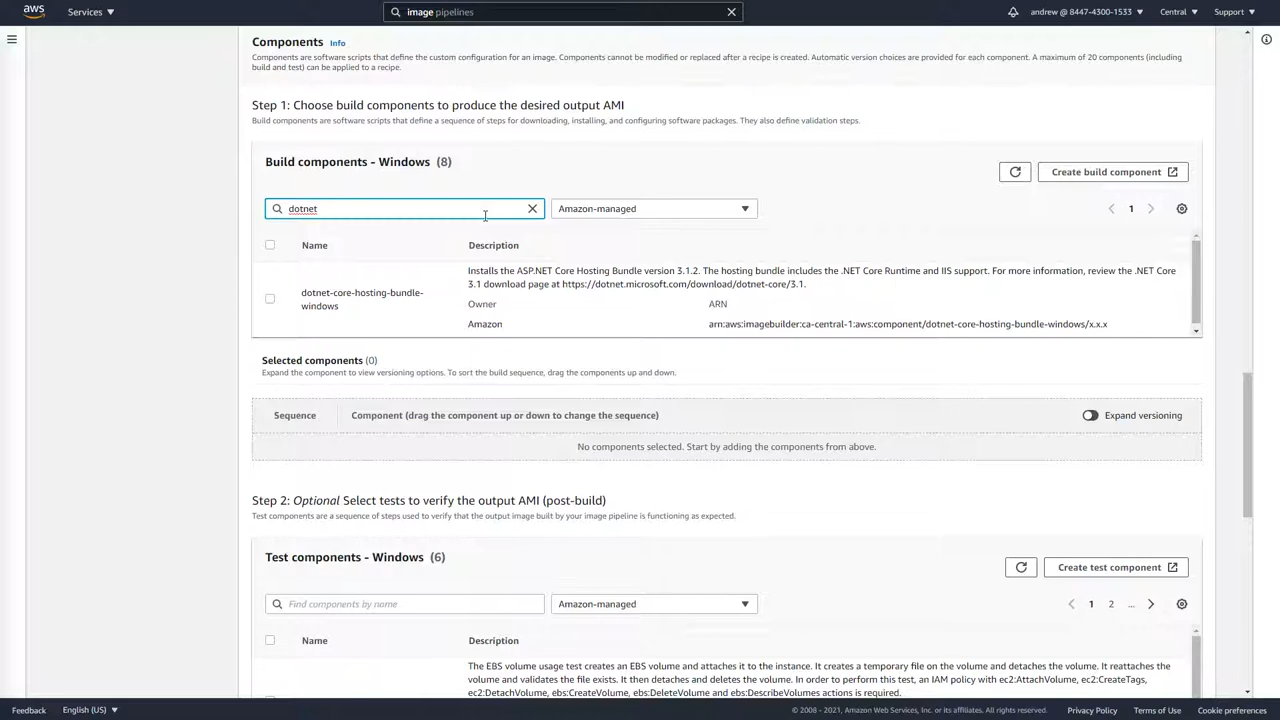 aws
Services
image pipelines
andrew @ 8447-4300-1533
Central
Support
Components Info
Components are software scripts that define the custom configuration for an image. Components cannot be modified or replaced after a recipe is created. Automatic version choices are provided for each component. A maximum of 20 components (including
build and test) can be applied to a recipe.
Step 1: Choose build components to produce the desired output AMI
Build components are software scripts that define a sequence of steps for downloading, installing, and configuring software packages. They also define validation steps.
Build components - Windows (8)
Create build component
dotnet
Amazon-managed
1
Name
Description
dotnet-core-hosting-bundle-
windows
Installs the ASP.NET Core Hosting Bundle version 3.1.2. The hosting bundle includes the .NET Core Runtime and IIS support. For more information, review the .NET Core
3.1 download page at https://dotnet.microsoft.com/download/dotnet-core/3.1.
Owner
ARN
Amazon
arn:aws:imagebuilder:ca-central-1:aws:component/dotnet-core-hosting-bundle-windows/x.x.x
Selected components (0)
Expand the component to view versioning options. To sort the build sequence, drag the components up and down.
Sequence
Component (drag the component up or down to change the sequence)
Expand versioning
No components selected. Start by adding the components from above.
Step 2: Optional Select tests to verify the output AMI (post-build)
Test components are a sequence of steps used to verify that the output image built by your image pipeline is functioning as expected.
Test components - Windows (6)
Create test component
Find components by name
Amazon-managed
1
2
...
Name
Description
The EBS volume usage test creates an EBS volume and attaches it to the instance. It creates a temporary file on the volume and detaches the volume. It reattaches the
volume and validates the file exists. It then detaches and deletes the volume. In order to perform this test, an IAM policy with ec2:AttachVolume, ec2:CreateTags,
ec2:DetachVolume, ebs:CreateVolume, ebs:DeleteVolume and ebs:DescribeVolumes actions is required.
Feedback
English (US)
© 2008 - 2021, Amazon Web Services, Inc. or its affiliates. All rights reserved.
Privacy Policy
Terms of Use
Cookie preferences